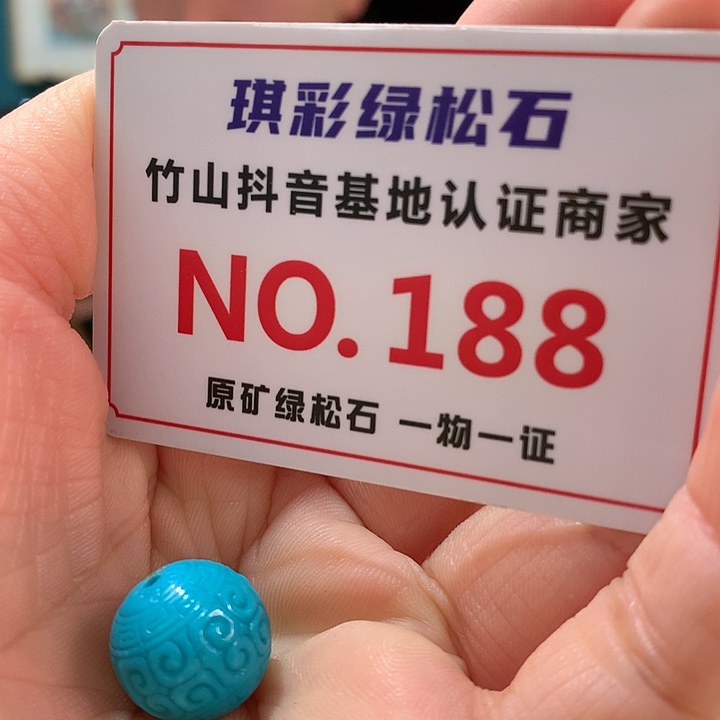 琪彩绿松石
竹山抖音基地认证商家
NO.188
原矿绿松石 一物一证